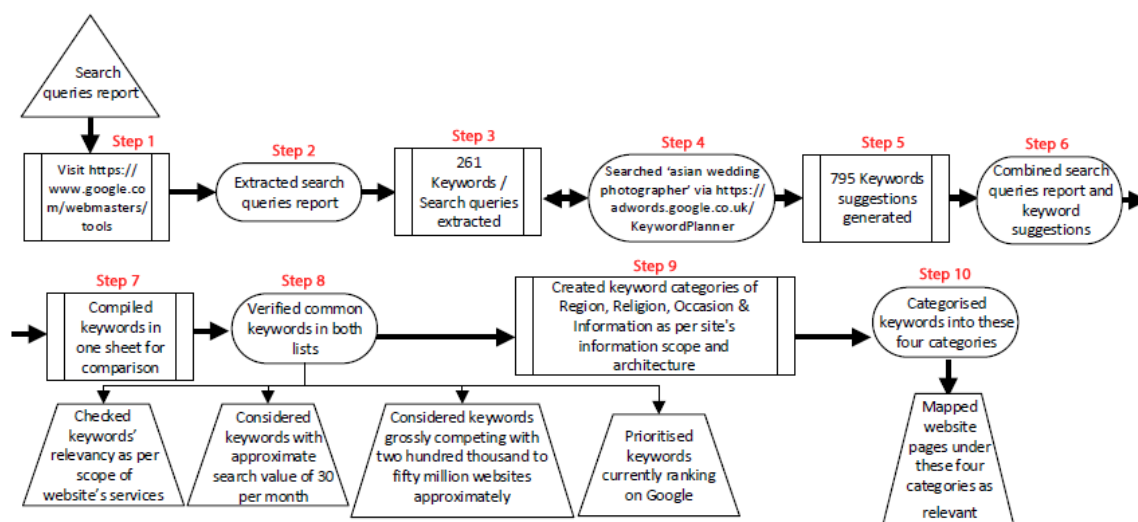 Search
queries report
Step 1
Visit https://
www.google.co
m/webmasters/
tools
Step 2
Extracted search
queries report
Step 3
261
Keywords /
Search queries
extracted
Step 4
Searched ‘asian wedding
photographer’ via https://
adwords.google.co.uk/
KeywordPlanner
Step 5
795 Keywords
suggestions
generated
Step 6
Combined search
queries report and
keyword
suggestions
Step 7
Compiled
keywords in
one sheet for
comparison
Step 8
Verified common
keywords in both
lists
Step 9
Created keyword categories of
Region, Religion, Occasion &
Information as per site's
information scope and
architecture
Step 10
Categorised
keywords into these
four categories
Checked
keywords’
relevancy as per
scope of
website’s services
Considered
keywords with
approximate
search value of 30
per month
Considered keywords
grossly competing with
two hundred thousand to
fifty million websites
approximately
Prioritised
keywords
currently ranking
on Google
Mapped
website
pages under
these four
categories as
relevant